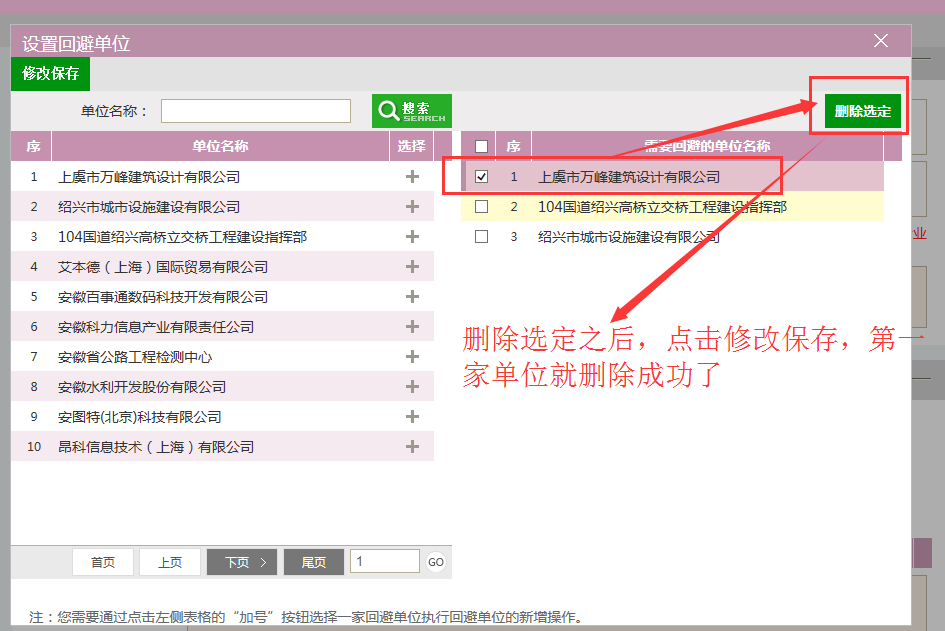 设置回避单位
修改保存
单位名称：
搜索
SEARCH
删除选定
序 单位名称 选择
序 需要回避的单位名称
1 上虞市万峰建筑设计有限公司
2 绍兴市城市设施建设有限公司
3 104国道绍兴高桥立交桥工程建设指挥部
4 艾本德（上海）国际贸易有限公司
5 安徽百事通数码科技开发有限公司
6 安徽科力信息产业有限责任公司
7 安徽省公路工程检测中心
8 安徽水利开发股份有限公司
9 安图特(北京)科技有限公司
10 昂科信息技术（上海）有限公司
1 上虞市万峰建筑设计有限公司
2 104国道绍兴高桥立交桥工程建设指挥部
3 绍兴市城市设施建设有限公司
业
删除选定之后，点击修改保存，第一
家单位就删除成功了
首页 上页 下页 尾页 1 GO
注：您需要通过点击左侧表格的“加号”按钮选择一家回避单位执行回避单位的新增操作。